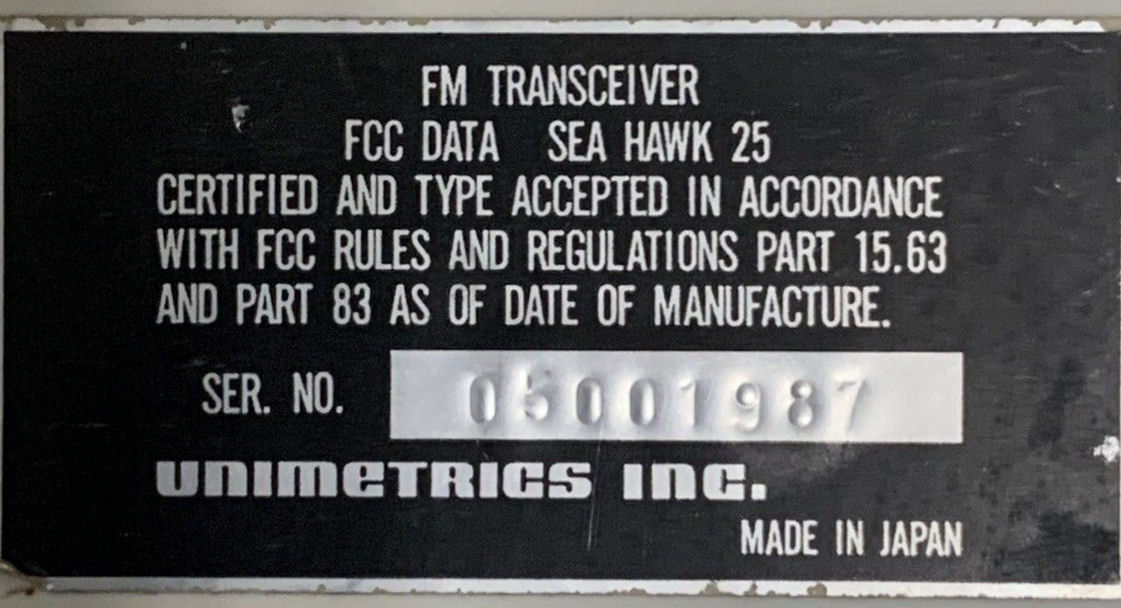 FM TRANSCEIVER
FCC DATA SEA HAWK 25
CERTIFIED AND TYPE ACCEPTED IN ACCORDANCE
WITH FCC RULES AND REGULATIONS PART 15.63
AND PART 83 AS OF DATE OF MANUFACTURE.
SER. NO. 05001987
UNIMETRICS INC.
MADE IN JAPAN